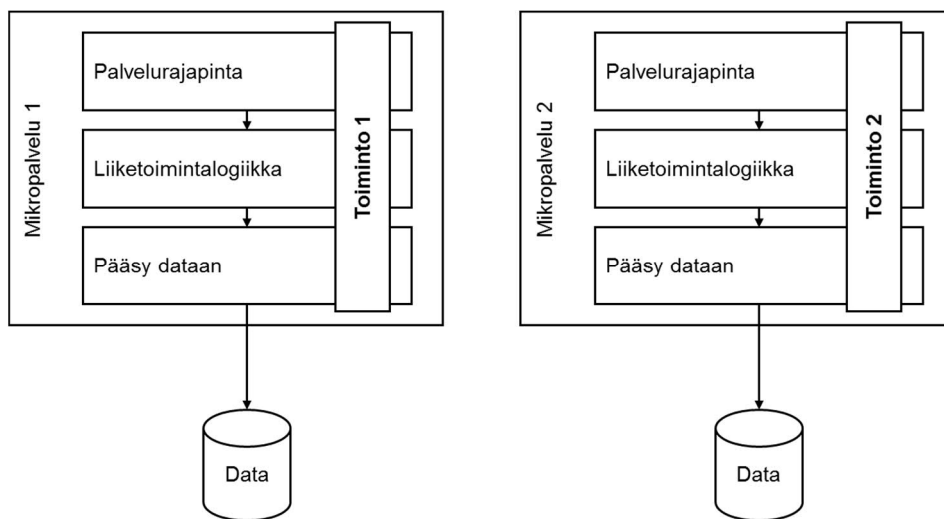 Mikropalvelu 1
Palvelurajapinta
Liiketoimintalogiikka
Pääsy dataan
Toiminto 1
Data
Mikropalvelu 2
Palvelurajapinta
Liiketoimintalogiikka
Pääsy dataan
Toiminto 2
Data